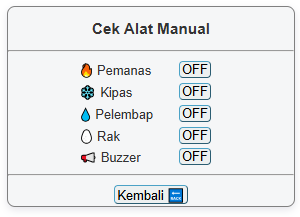 Cek Alat Manual
Pemanas OFF
Kipas OFF
Pelembap OFF
Rak OFF
Buzzer OFF
Kembali BACK